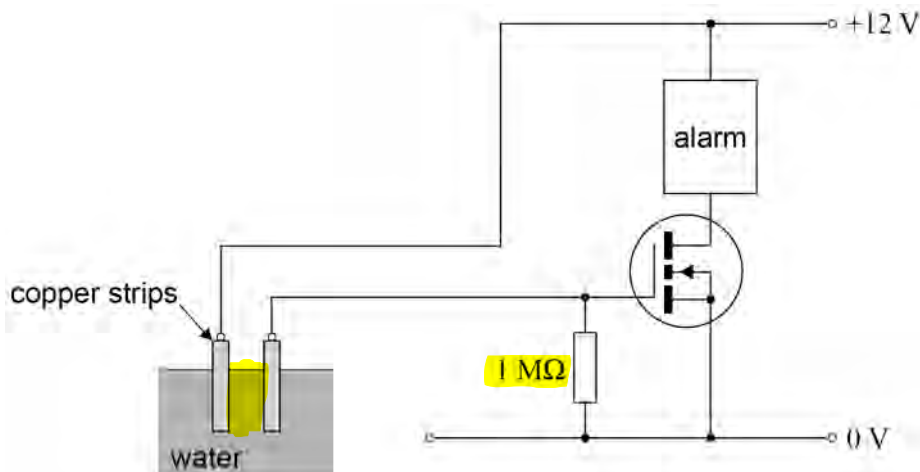 +12 V
alarm
copper strips
1 MΩ
0 V
water